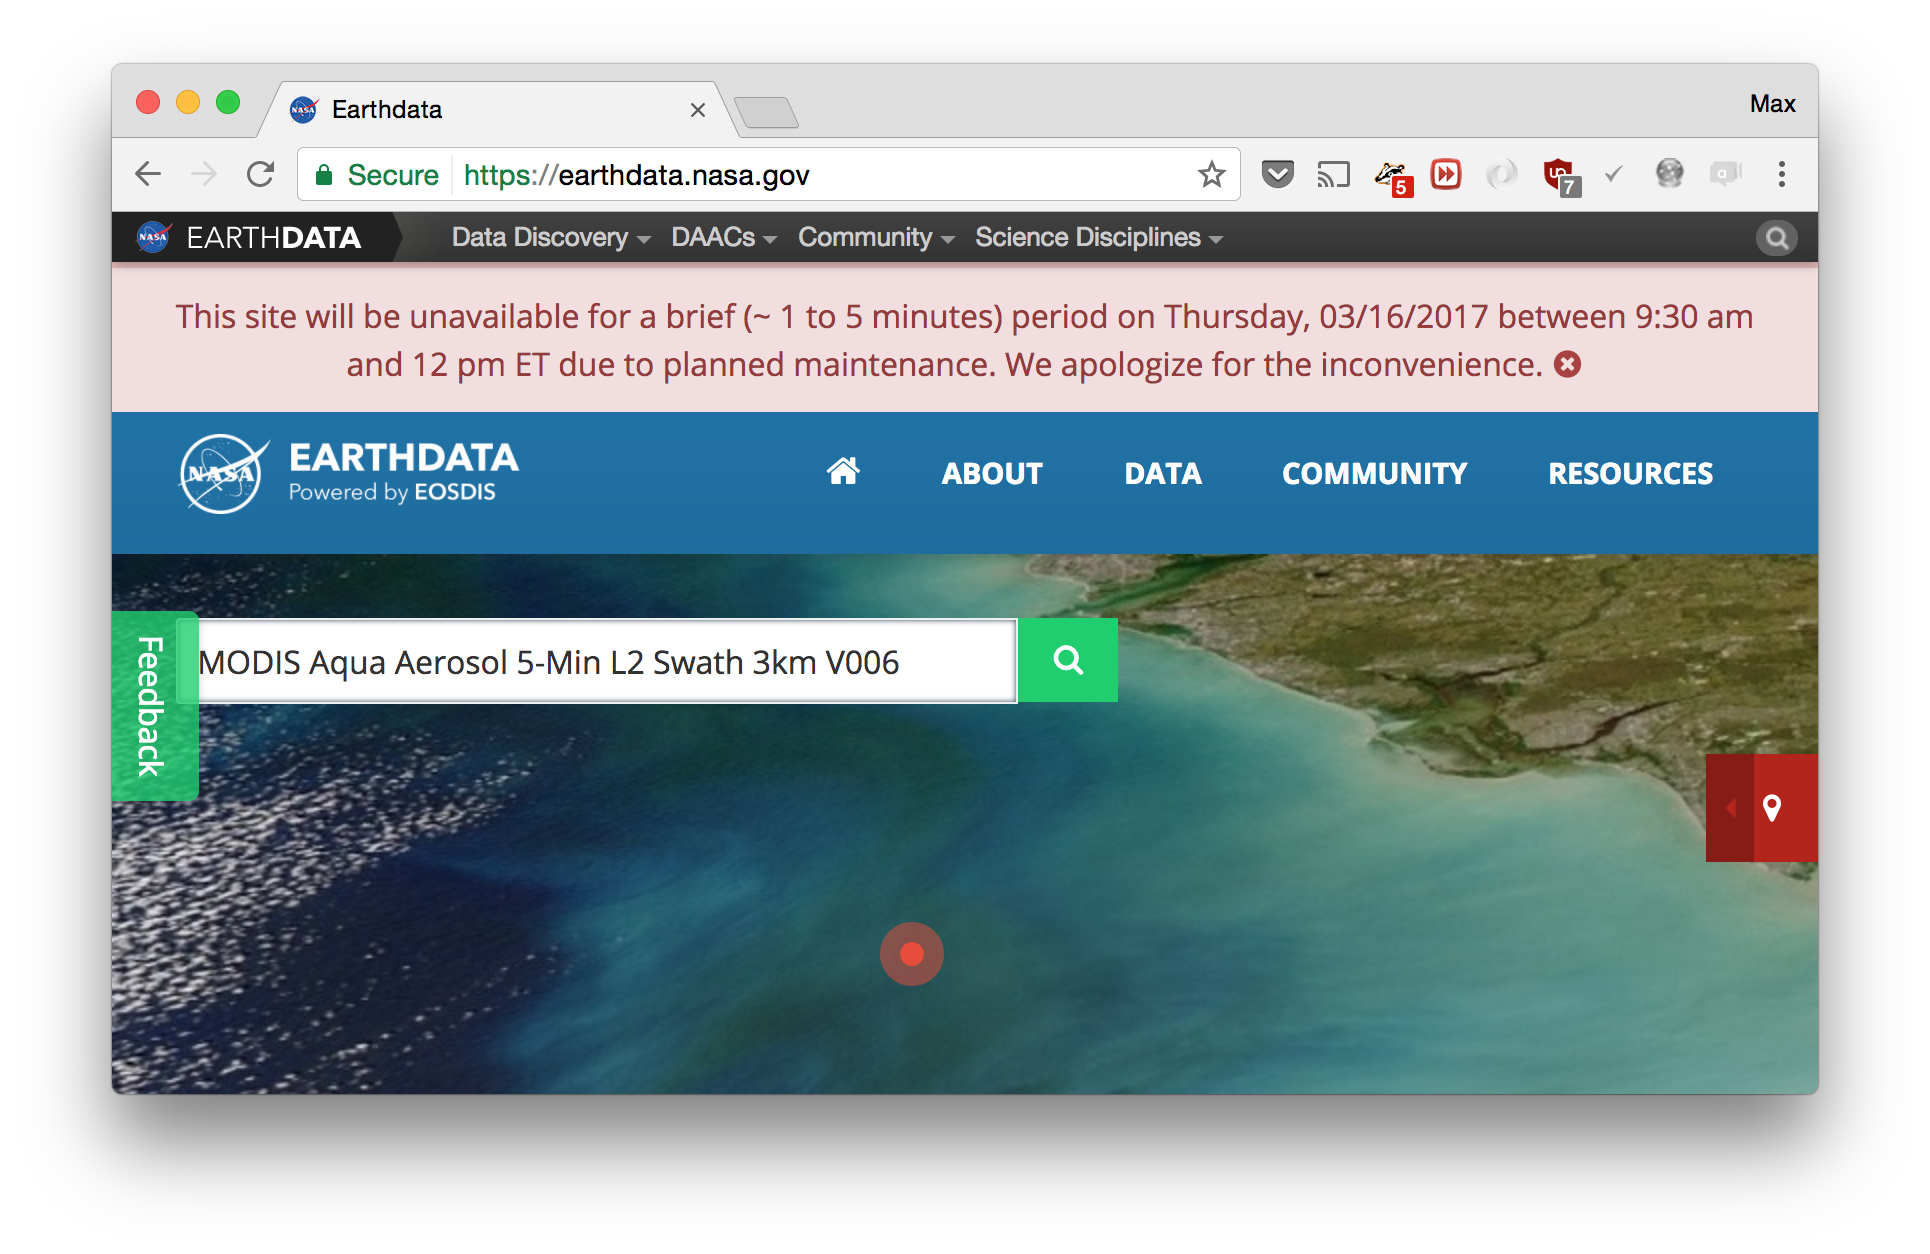 Earthdata
Max
Secure https://earthdata.nasa.gov
5
up
7
a
NASA EARTHDATA Data Discovery DAACs Community Science Disciplines
This site will be unavailable for a brief (~ 1 to 5 minutes) period on Thursday, 03/16/2017 between 9:30 am
and 12 pm ET due to planned maintenance. We apologize for the inconvenience.
NASA EARTHDATA
Powered by EOSDIS
ABOUT DATA COMMUNITY RESOURCES
MODIS Aqua Aerosol 5-Min L2 Swath 3km V006
Feedback